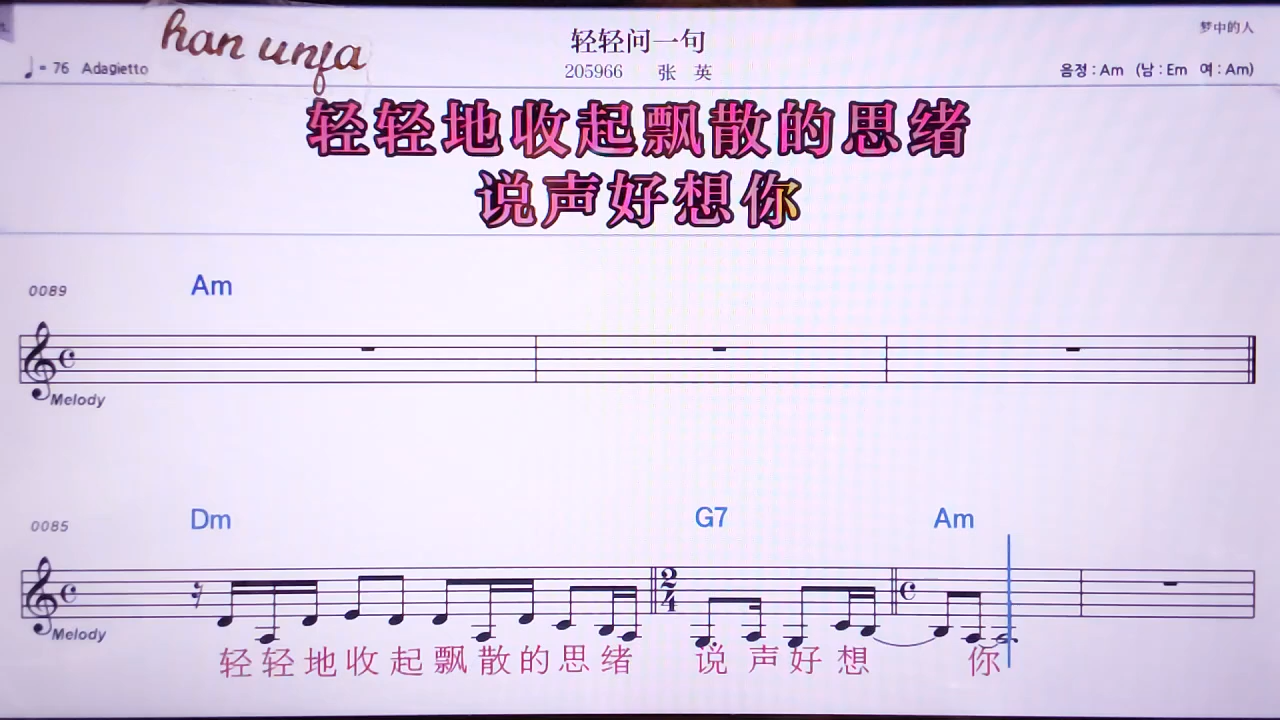 han unfa
轻轻问一句
梦中的人
♩= 76 Adagietto
205966 张 英
음정 : Am (남 : Em 여 : Am)
轻轻地收起飘散的思绪
说声好想你
0089 Am
Melody
0085 Dm G7 Am
2/4
Melody
轻轻地收起飘散的思绪 说声好想 你